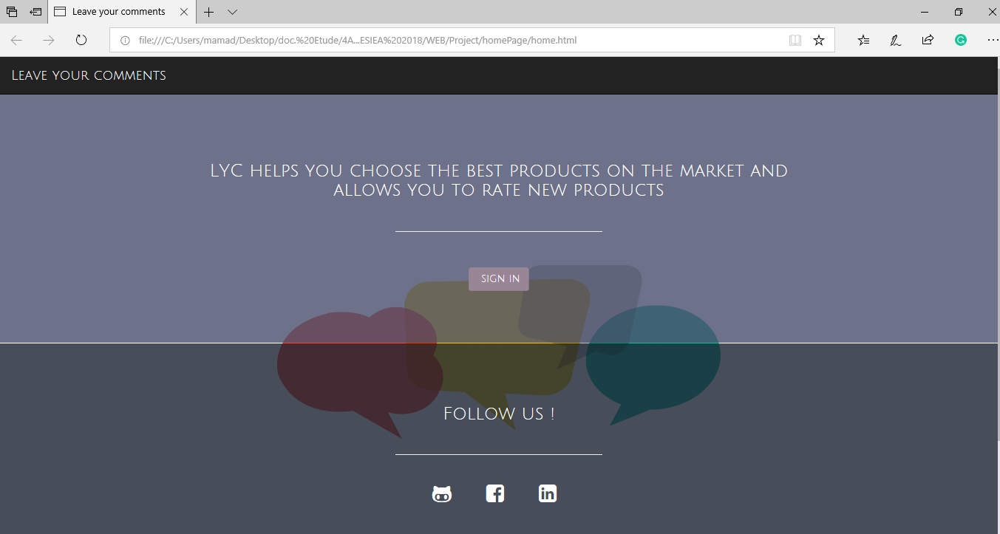 Leave your comments
file:///C:/Users/mamad/Desktop/doc.%20Etude/4A...ESIEA%202018/WEB/Project/homePage/home.html
Leave your comments
LYC helps you choose the best products on the market and
allows you to rate new products
SIGN IN
Follow us !